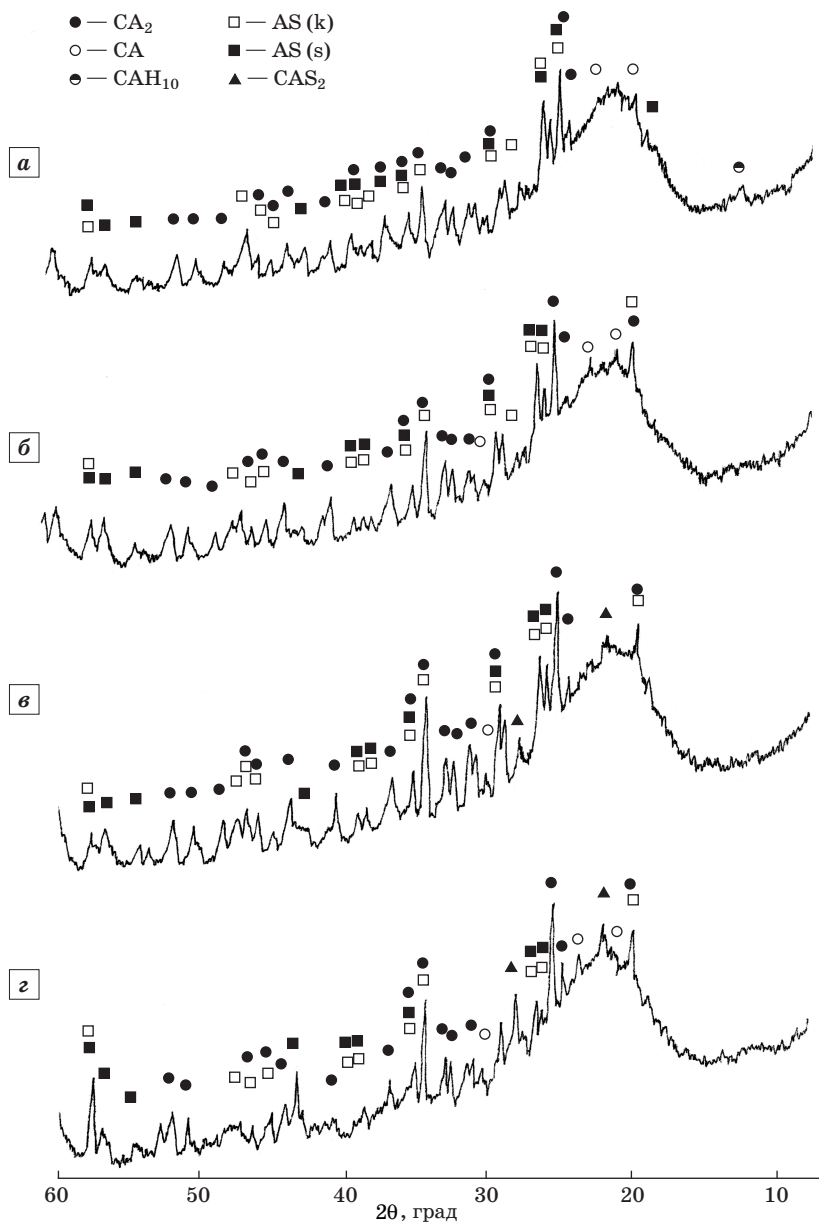 ● — CA₂ □ — AS (k)
○ — CA ■ — AS (s)
◒ — CAH₁₀ ▲ — CAS₂
а
б
в
г
60 50 40 30 20 10
2θ, град